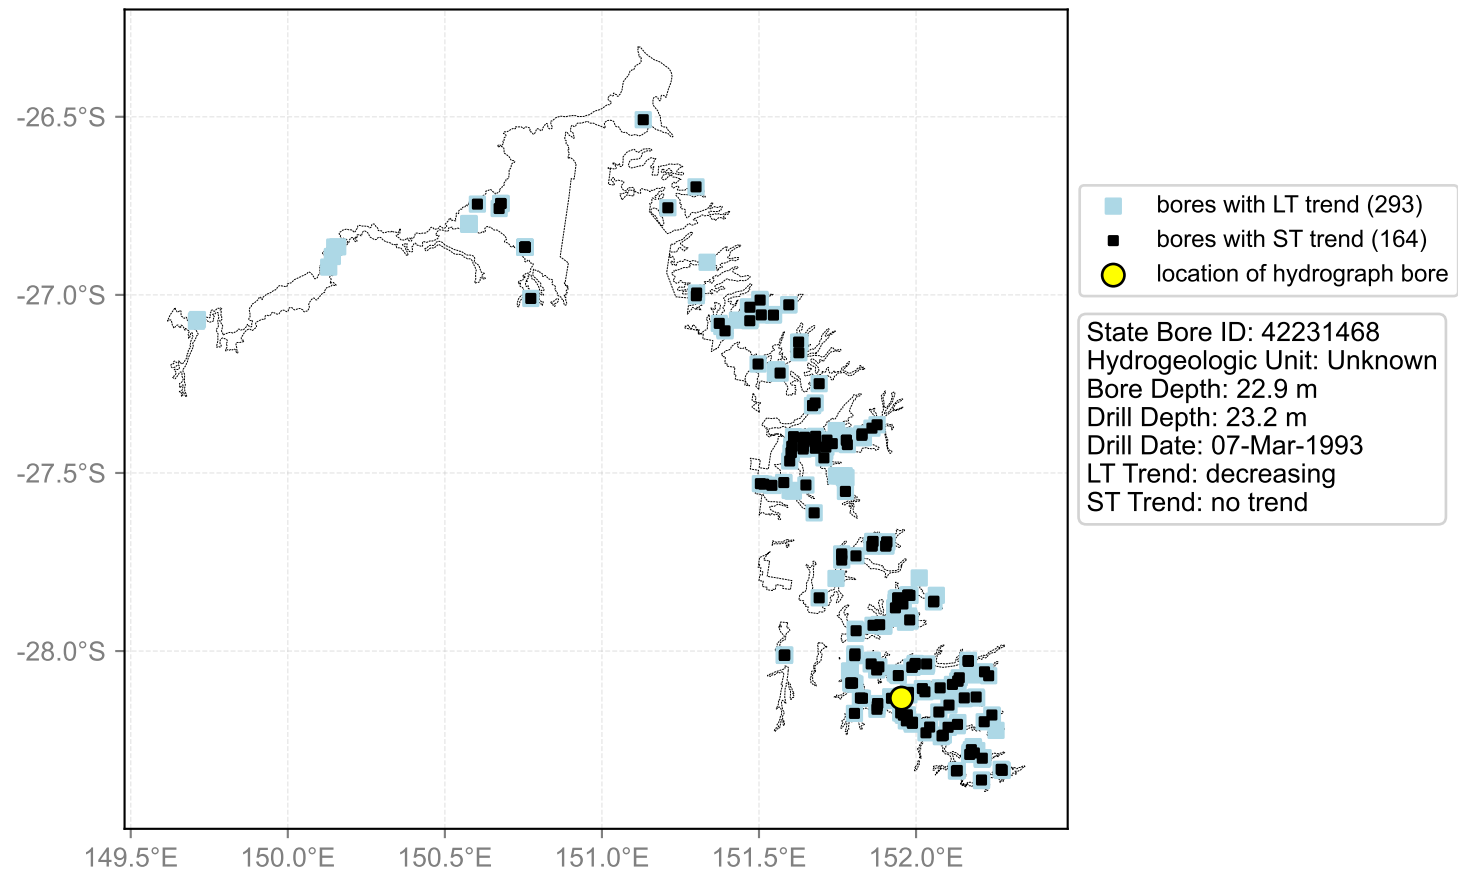 -26.5°S
-27.0°S
-27.5°S
-28.0°S
149.5°E
150.0°E
150.5°E
151.0°E
151.5°E
152.0°E
bores with LT trend (293)
bores with ST trend (164)
location of hydrograph bore
State Bore ID: 42231468
Hydrogeologic Unit: Unknown
Bore Depth: 22.9 m
Drill Depth: 23.2 m
Drill Date: 07-Mar-1993
LT Trend: decreasing
ST Trend: no trend